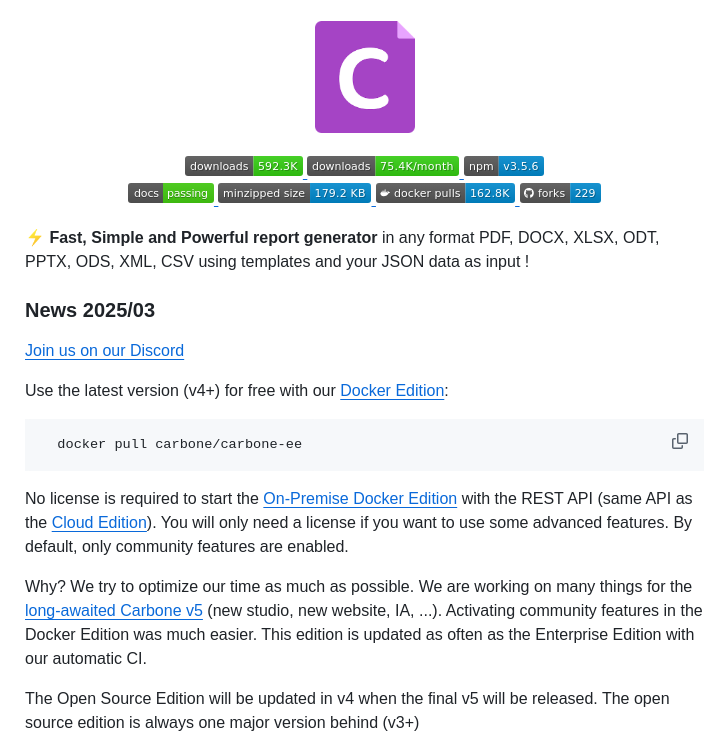 C
downloads 592.3K downloads 75.4K/month npm v3.5.6
docs passing minzipped size 179.2 KB docker pulls 162.8K forks 229
⚡ Fast, Simple and Powerful report generator in any format PDF, DOCX, XLSX, ODT,
PPTX, ODS, XML, CSV using templates and your JSON data as input !
News 2025/03
Join us on our Discord
Use the latest version (v4+) for free with our Docker Edition:
docker pull carbone/carbone-ee
No license is required to start the On-Premise Docker Edition with the REST API (same API as
the Cloud Edition). You will only need a license if you want to use some advanced features. By
default, only community features are enabled.
Why? We try to optimize our time as much as possible. We are working on many things for the
long-awaited Carbone v5 (new studio, new website, IA, ...). Activating community features in the
Docker Edition was much easier. This edition is updated as often as the Enterprise Edition with
our automatic CI.
The Open Source Edition will be updated in v4 when the final v5 will be released. The open
source edition is always one major version behind (v3+)